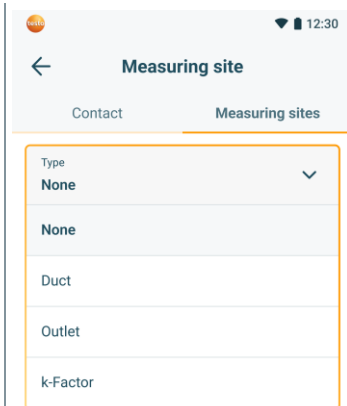 testo
12:30
Measuring site
Contact
Measuring sites
Type
None
None
Duct
Outlet
k-Factor